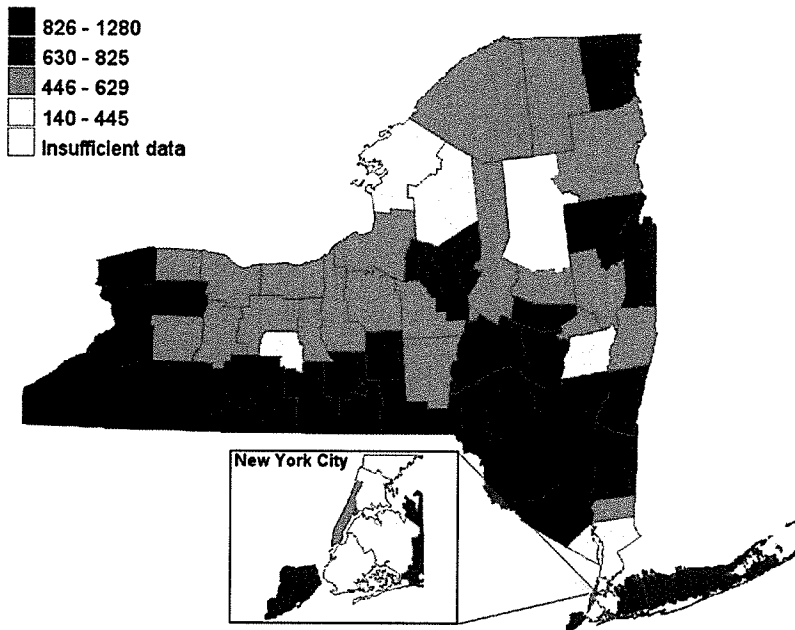 826 - 1280
630 - 825
446 - 629
140 - 445
Insufficient data
New York City